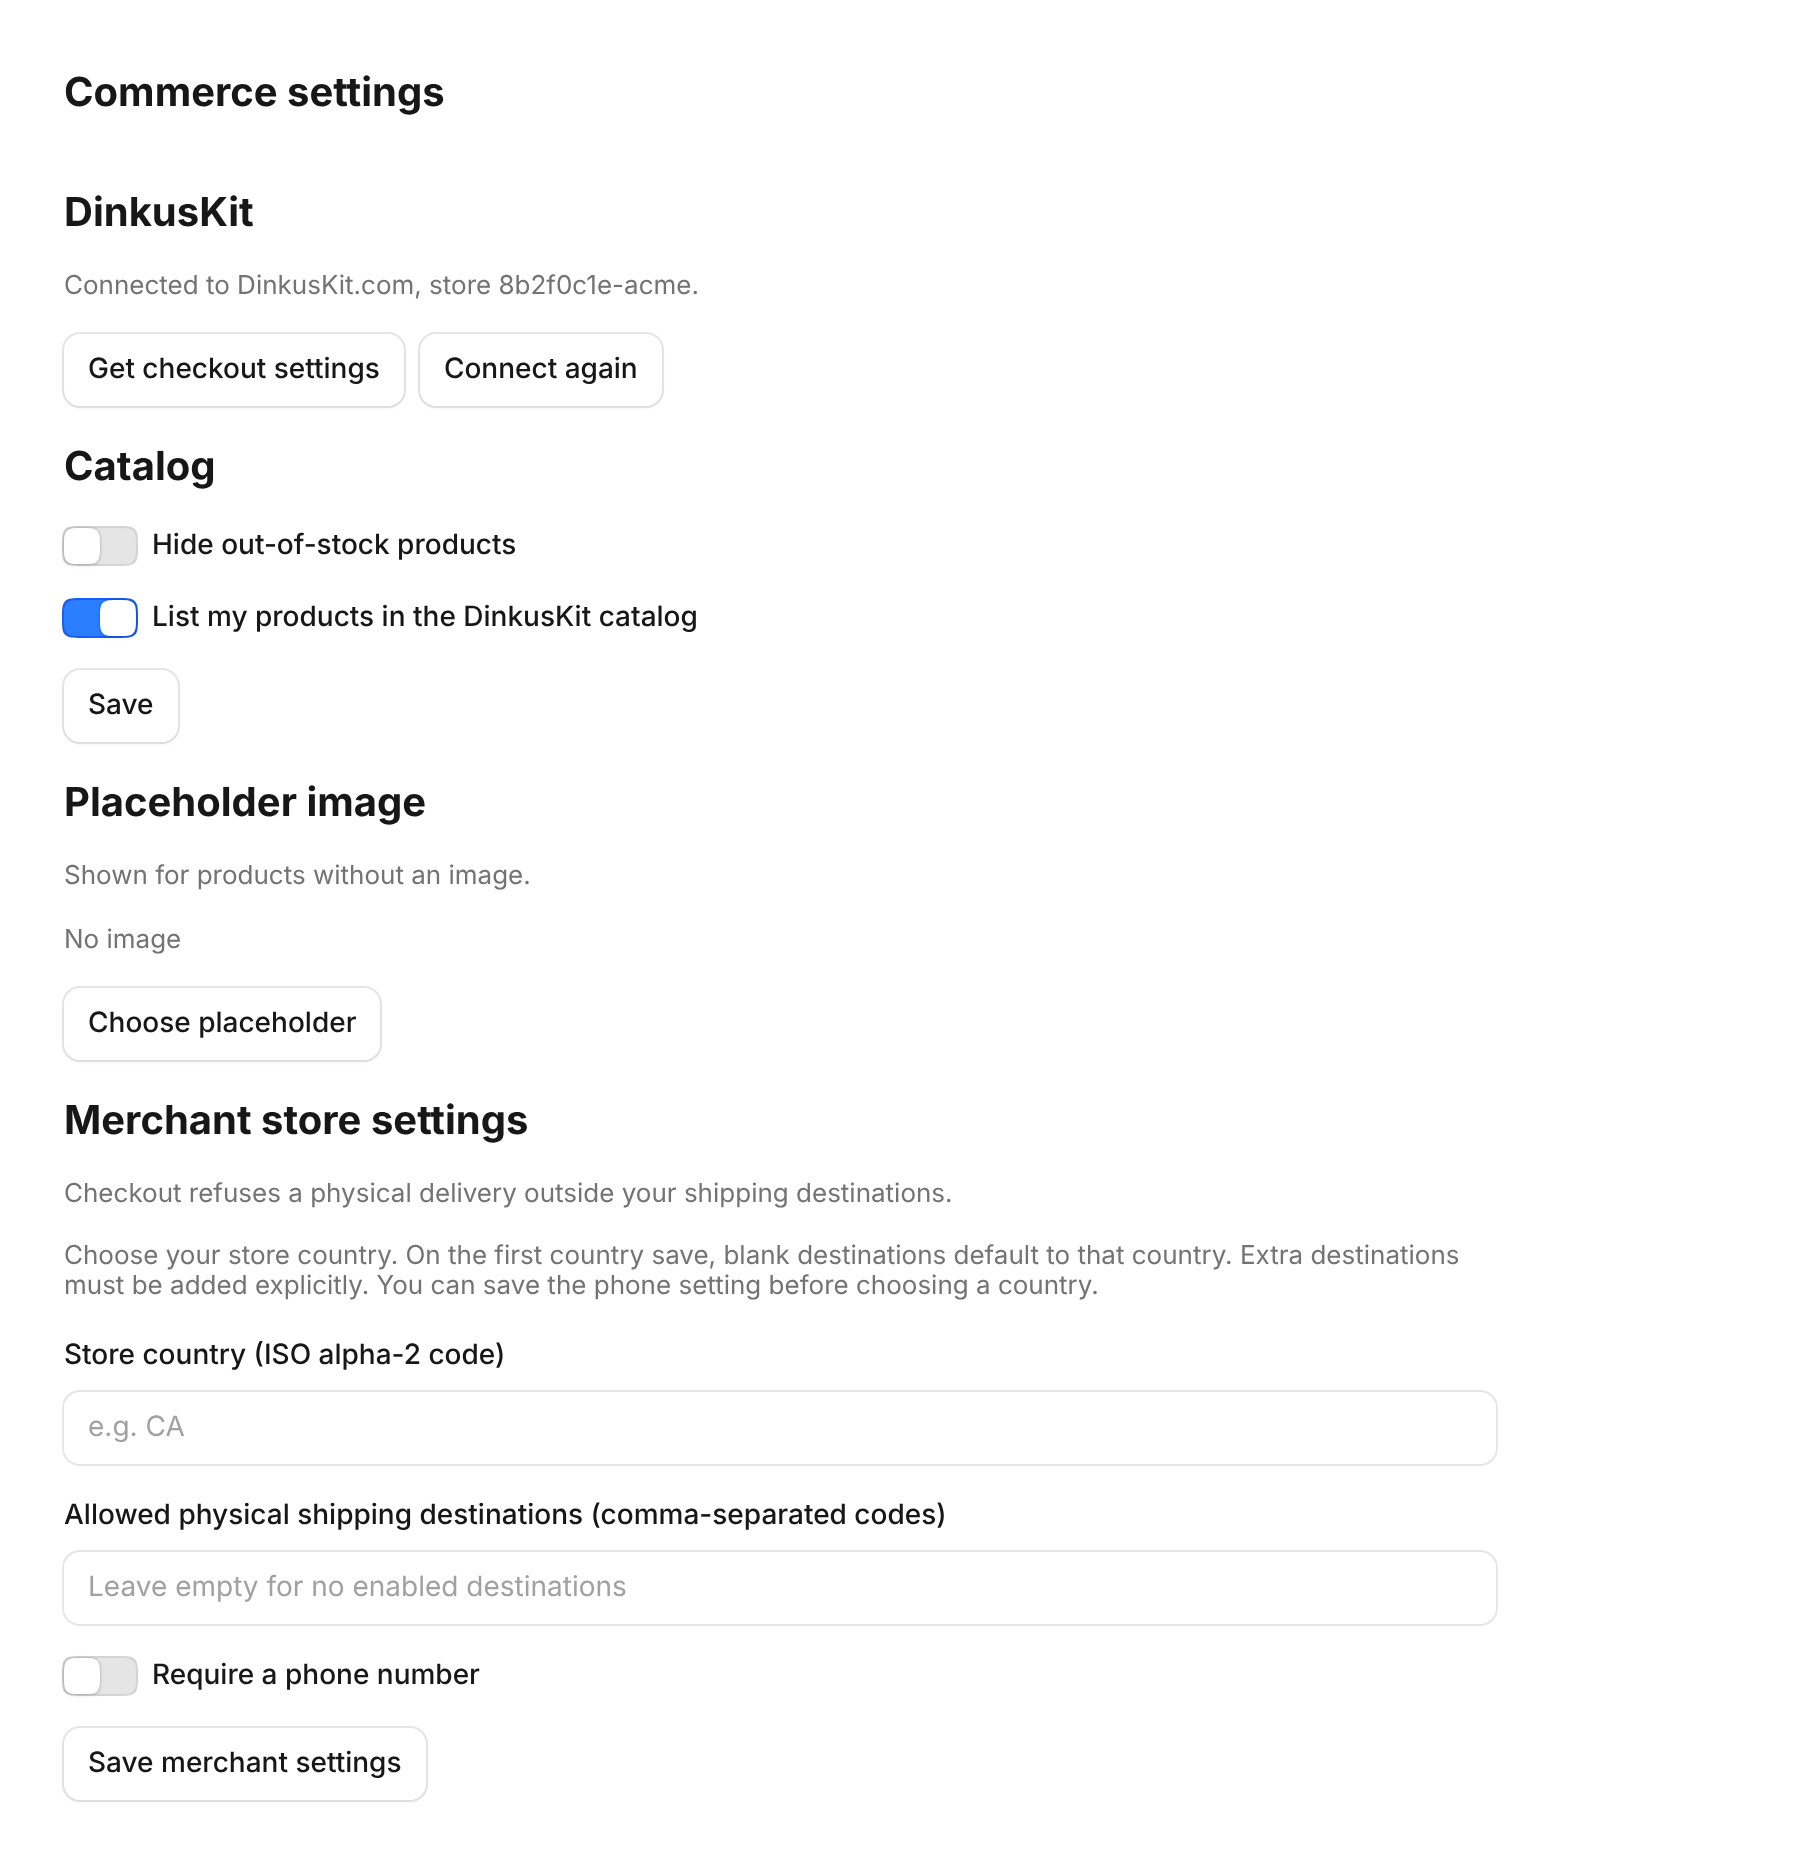 Commerce settings
DinkusKit
Connected to DinkusKit.com, store 8b2f0c1e-acme.
Get checkout settings
Connect again
Catalog
Hide out-of-stock products
List my products in the DinkusKit catalog
Save
Placeholder image
Shown for products without an image.
No image
Choose placeholder
Merchant store settings
Checkout refuses a physical delivery outside your shipping destinations.
Choose your store country. On the first country save, blank destinations default to that country. Extra destinations
must be added explicitly. You can save the phone setting before choosing a country.
Store country (ISO alpha-2 code)
e.g. CA
Allowed physical shipping destinations (comma-separated codes)
Leave empty for no enabled destinations
Require a phone number
Save merchant settings